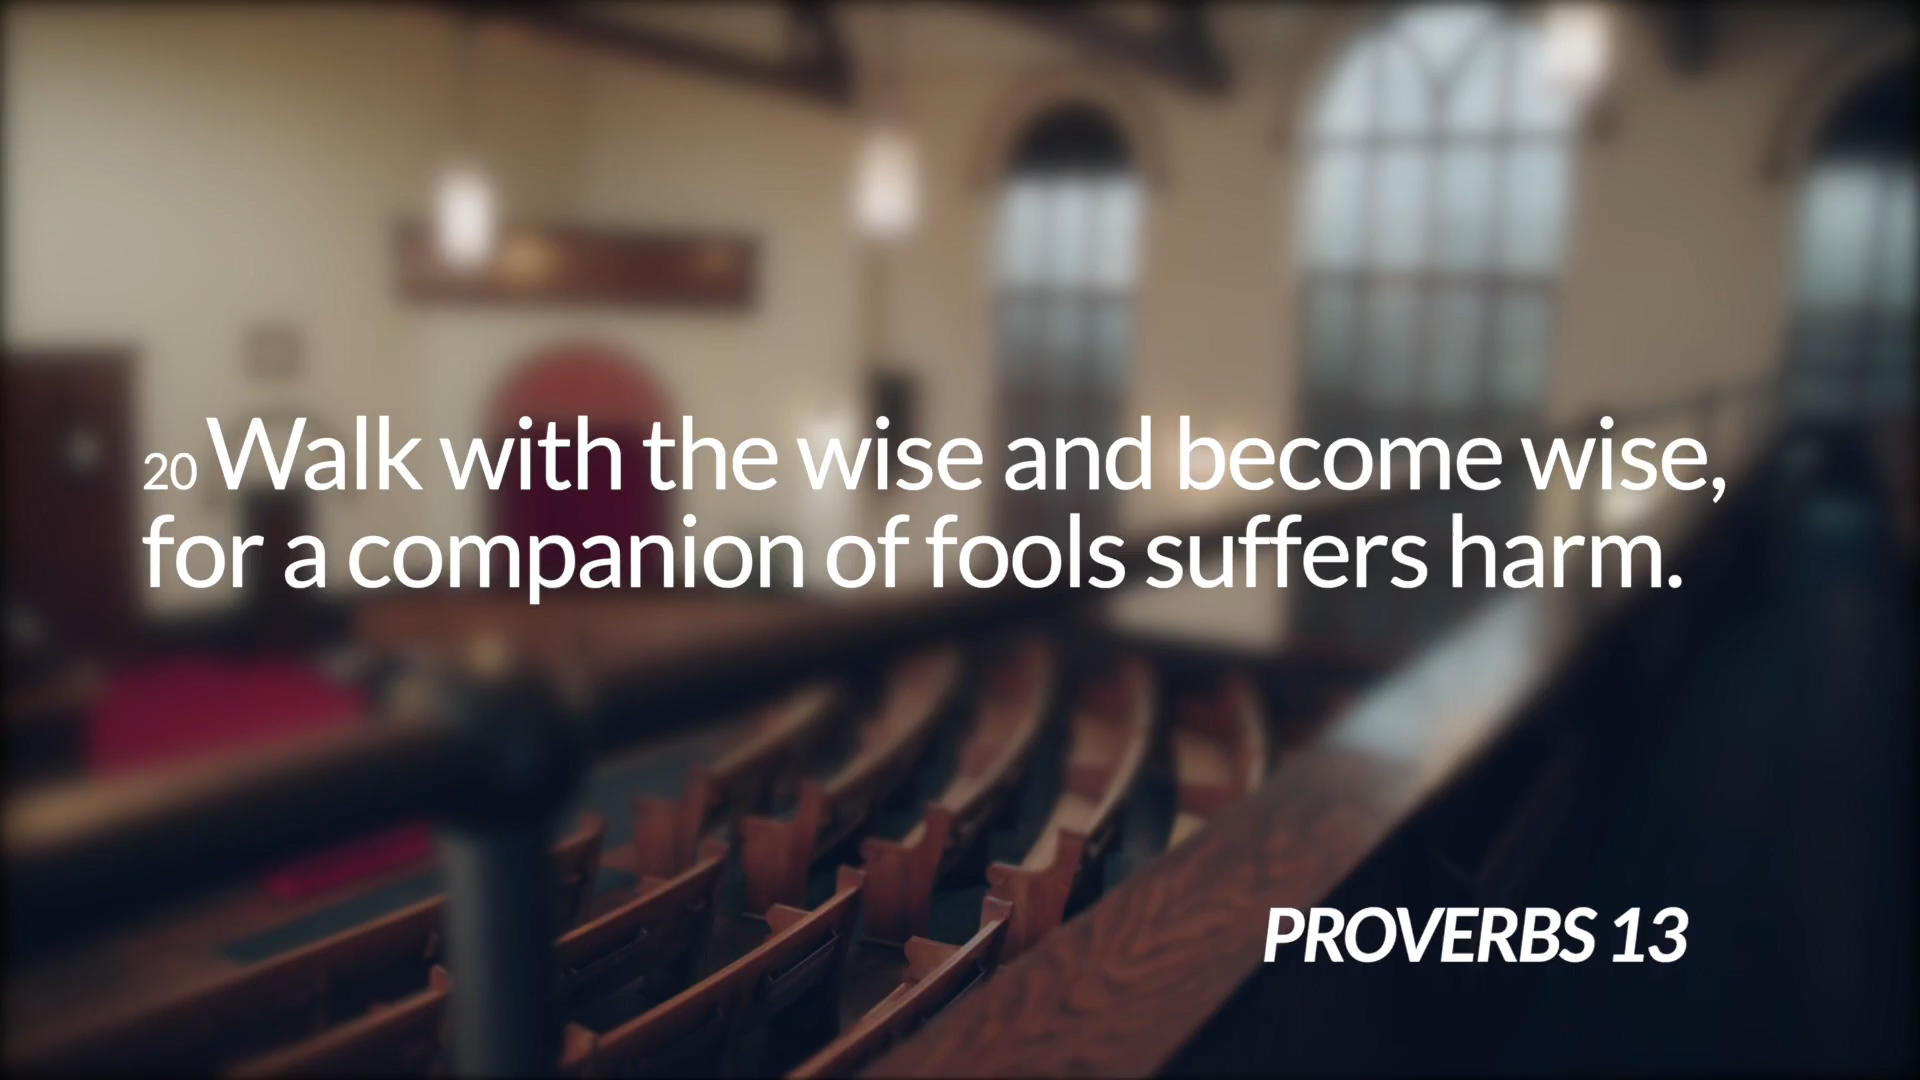 20 Walk with the wise and become wise,
for a companion of fools suffers harm.
PROVERBS 13